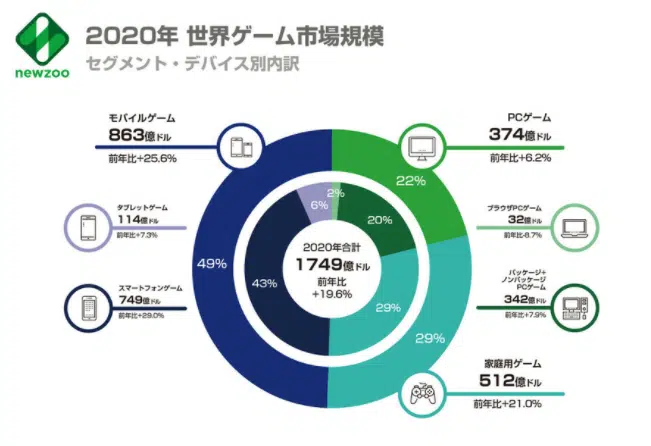 newzoo
2020年 世界ゲーム市場規模
セグメント・デバイス別内訳
モバイルゲーム
863億ドル
前年比+25.6%
PCゲーム
374億ドル
前年比+6.2%
タブレットゲーム
114億ドル
前年比+7.3%
ブラウザPCゲーム
32億ドル
前年比-8.7%
スマートフォンゲーム
749億ドル
前年比+29.0%
パッケージ+
ノンパッケージ
PCゲーム
342億ドル
前年比+7.9%
家庭用ゲーム
512億ドル
前年比+21.0%
49%
22%
29%
6%
2%
20%
43%
29%
2020年合計
1749億ドル
前年比
+19.6%